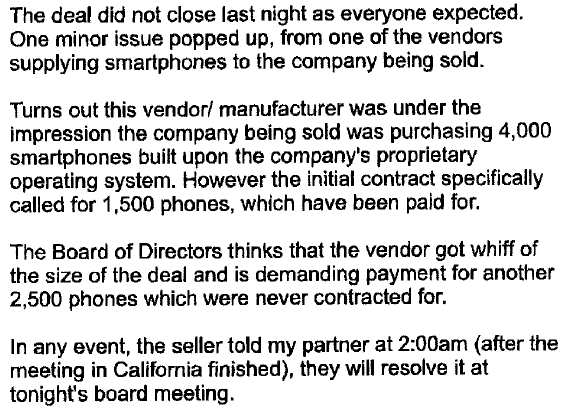 The deal did not close last night as everyone expected.
One minor issue popped up, from one of the vendors
supplying smartphones to the company being sold.

Turns out this vendor/ manufacturer was under the
impression the company being sold was purchasing 4,000
smartphones built upon the company's proprietary
operating system. However the initial contract specifically
called for 1,500 phones, which have been paid for.

The Board of Directors thinks that the vendor got whiff of
the size of the deal and is demanding payment for another
2,500 phones which were never contracted for.

In any event, the seller told my partner at 2:00am (after the
meeting in California finished), they will resolve it at
tonight's board meeting.